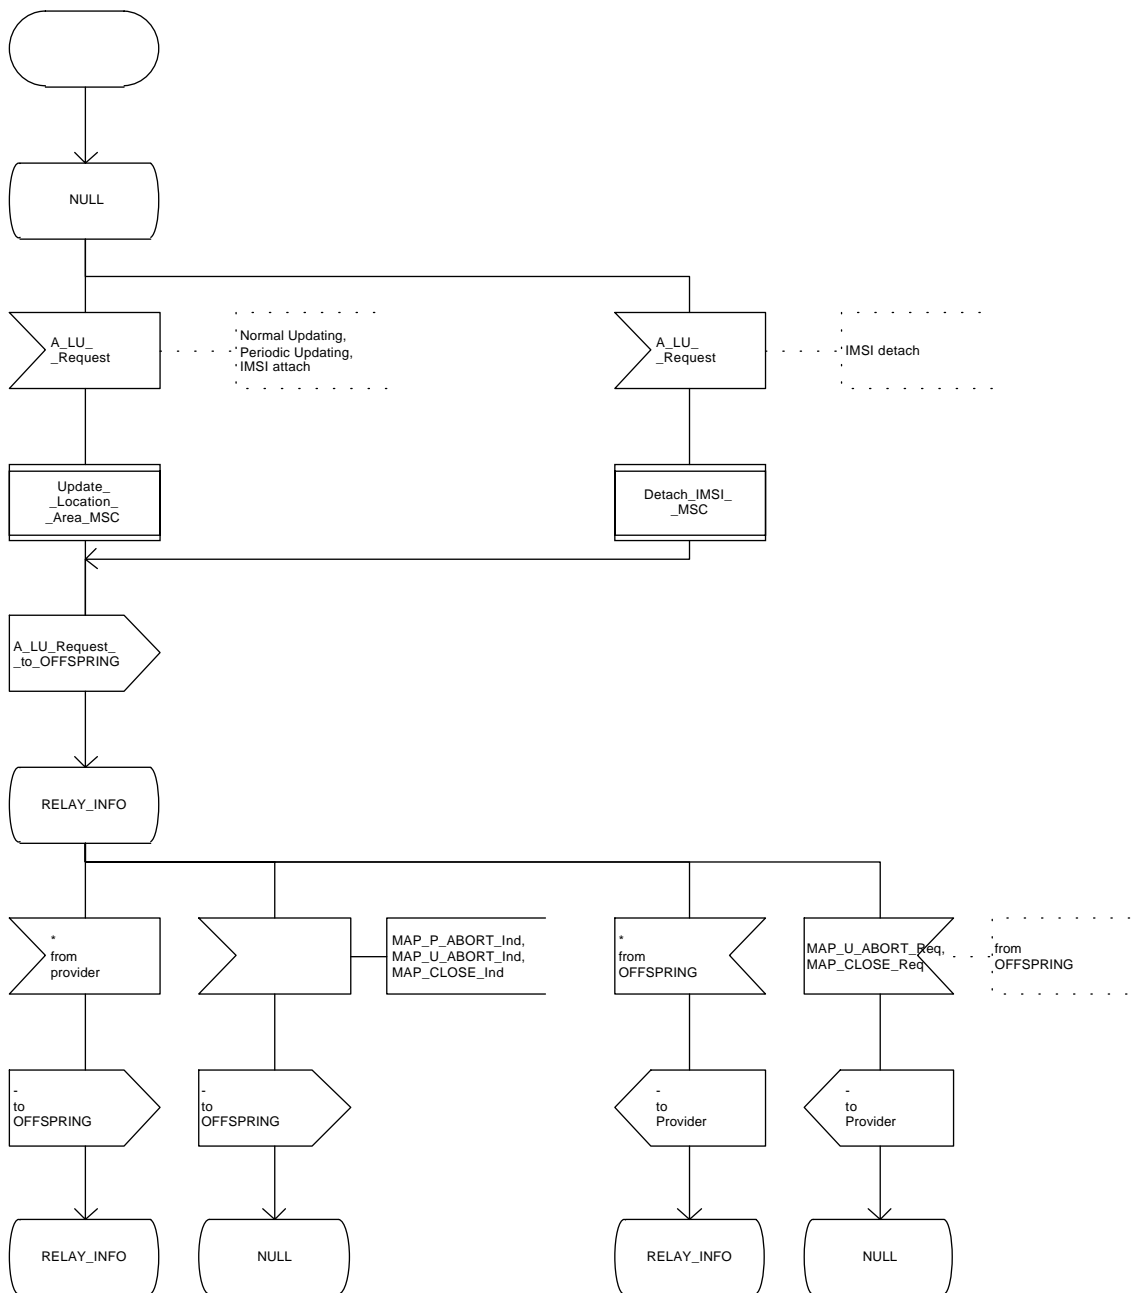 NULL
A_LU_
_Request
Normal Updating,
Periodic Updating,
IMSI attach
A_LU_
_Request
IMSI detach
Update_
_Location_
_Area_MSC
Detach_IMSI_
_MSC
A_LU_Request_
_to_OFFSPRING
RELAY_INFO
*
from
provider
MAP_P_ABORT_Ind,
MAP_U_ABORT_Ind,
MAP_CLOSE_Ind
*
from
OFFSPRING
MAP_U_ABORT_Req,
MAP_CLOSE_Req
from
OFFSPRING
-
to
OFFSPRING
-
to
OFFSPRING
-
to
Provider
-
to
Provider
RELAY_INFO
NULL
RELAY_INFO
NULL